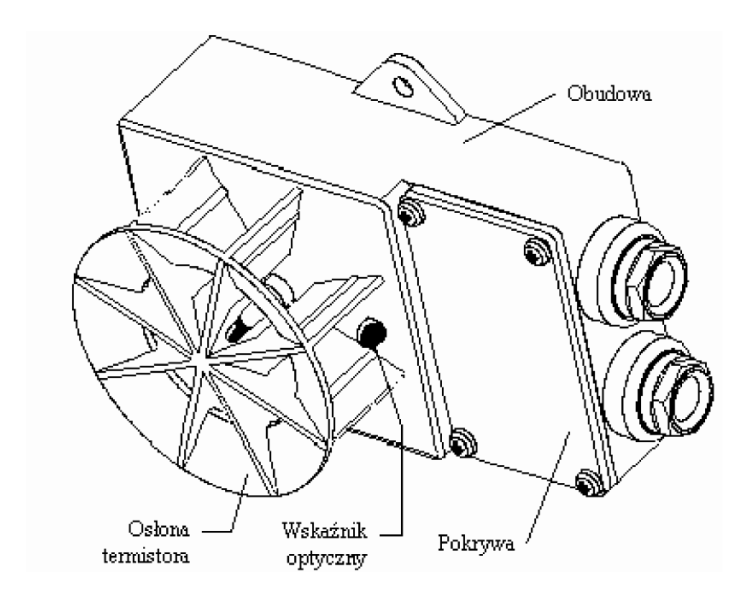 Obudowa
Osłona
termistora
Wskaźnik
optyczny
Pokrywa